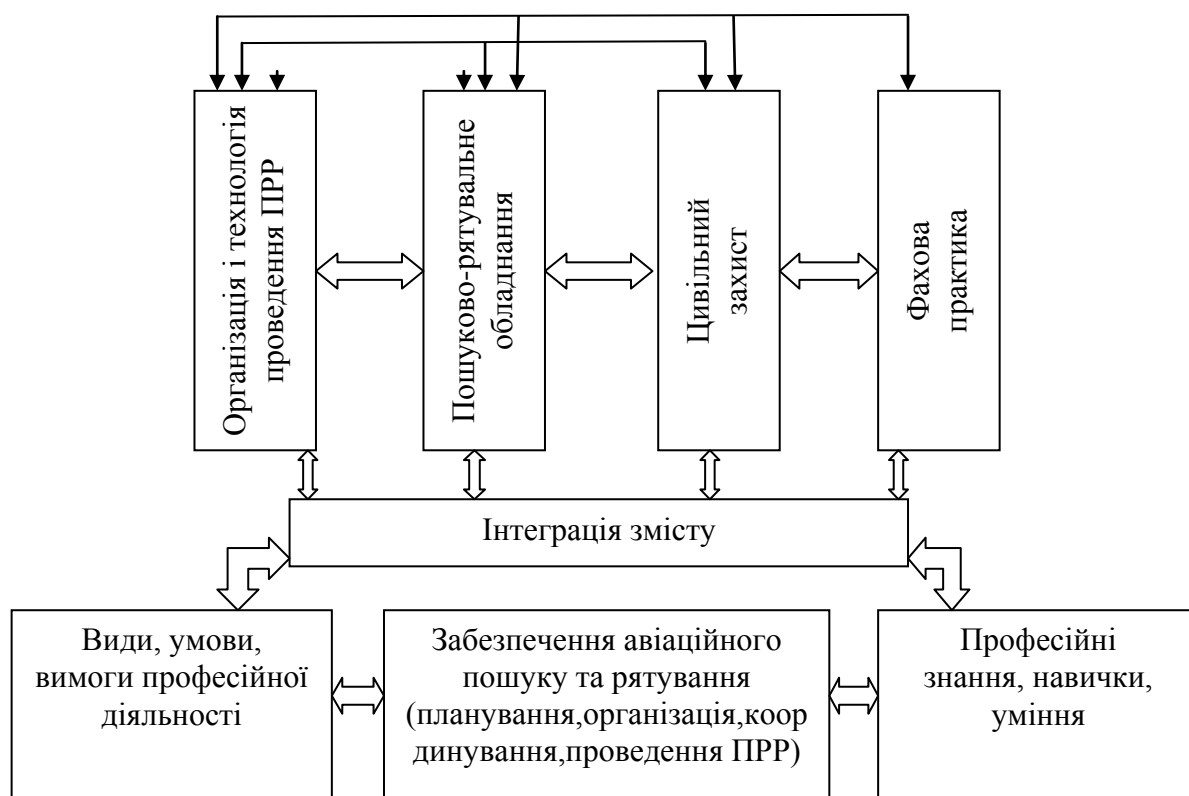 Організація і технологія
проведення ПРР
Пошуково-рятувальне
обладнання
Цивільний
захист
Фахова
практика
Інтеграція змісту
Види, умови,
вимоги професійної
діяльності
Забезпечення авіаційного
пошуку та рятування
(планування,організація,коор
динування,проведення ПРР)
Професійні
знання, навички,
уміння